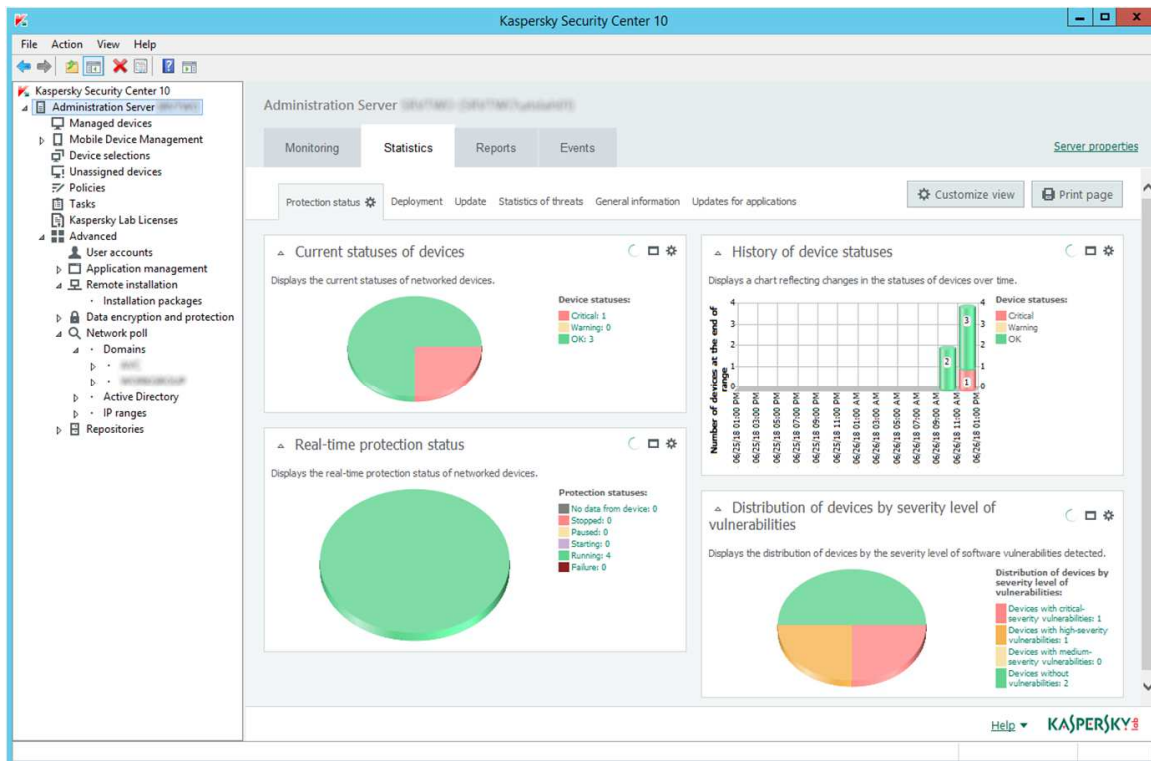 Kaspersky Security Center 10
File Action View Help
Kaspersky Security Center 10
Administration Server
Managed devices
Mobile Device Management
Device selections
Unassigned devices
Policies
Tasks
Kaspersky Lab Licenses
Advanced
User accounts
Application management
Remote installation
Installation packages
Data encryption and protection
Network poll
Domains
Active Directory
IP ranges
Repositories
Administration Server
Monitoring Statistics Reports Events
Server properties
Protection status Deployment Update Statistics of threats General information Updates for applications
Customize view Print page
Current statuses of devices
Displays the current statuses of networked devices.
Device statuses:
Critical: 1
Warning: 0
OK: 3
History of device statuses
Displays a chart reflecting changes in the statuses of devices over time.
Number of devices at the end of
range
4
3
2
1
0
2
3
1
4
3
2
1
0
06/25/18 01:00 PM
06/25/18 03:00 PM
06/25/18 05:00 PM
06/25/18 07:00 PM
06/25/18 09:00 PM
06/25/18 11:00 PM
06/26/18 01:00 AM
06/26/18 03:00 AM
06/26/18 05:00 AM
06/26/18 07:00 AM
06/26/18 09:00 AM
06/26/18 11:00 AM
06/26/18 01:00 PM
Device statuses:
Critical
Warning
OK
Real-time protection status
Displays the real-time protection status of networked devices.
Protection statuses:
No data from device: 0
Stopped: 0
Paused: 0
Starting: 0
Running: 4
Failure: 0
Distribution of devices by severity level of
vulnerabilities
Displays the distribution of devices by the severity level of software vulnerabilities detected.
Distribution of devices by
severity level of
vulnerabilities:
Devices with critical-
severity vulnerabilities: 1
Devices with high-severity
vulnerabilities: 1
Devices with medium-
severity vulnerabilities: 0
Devices without
vulnerabilities: 2
Help
KASPERSKY lab